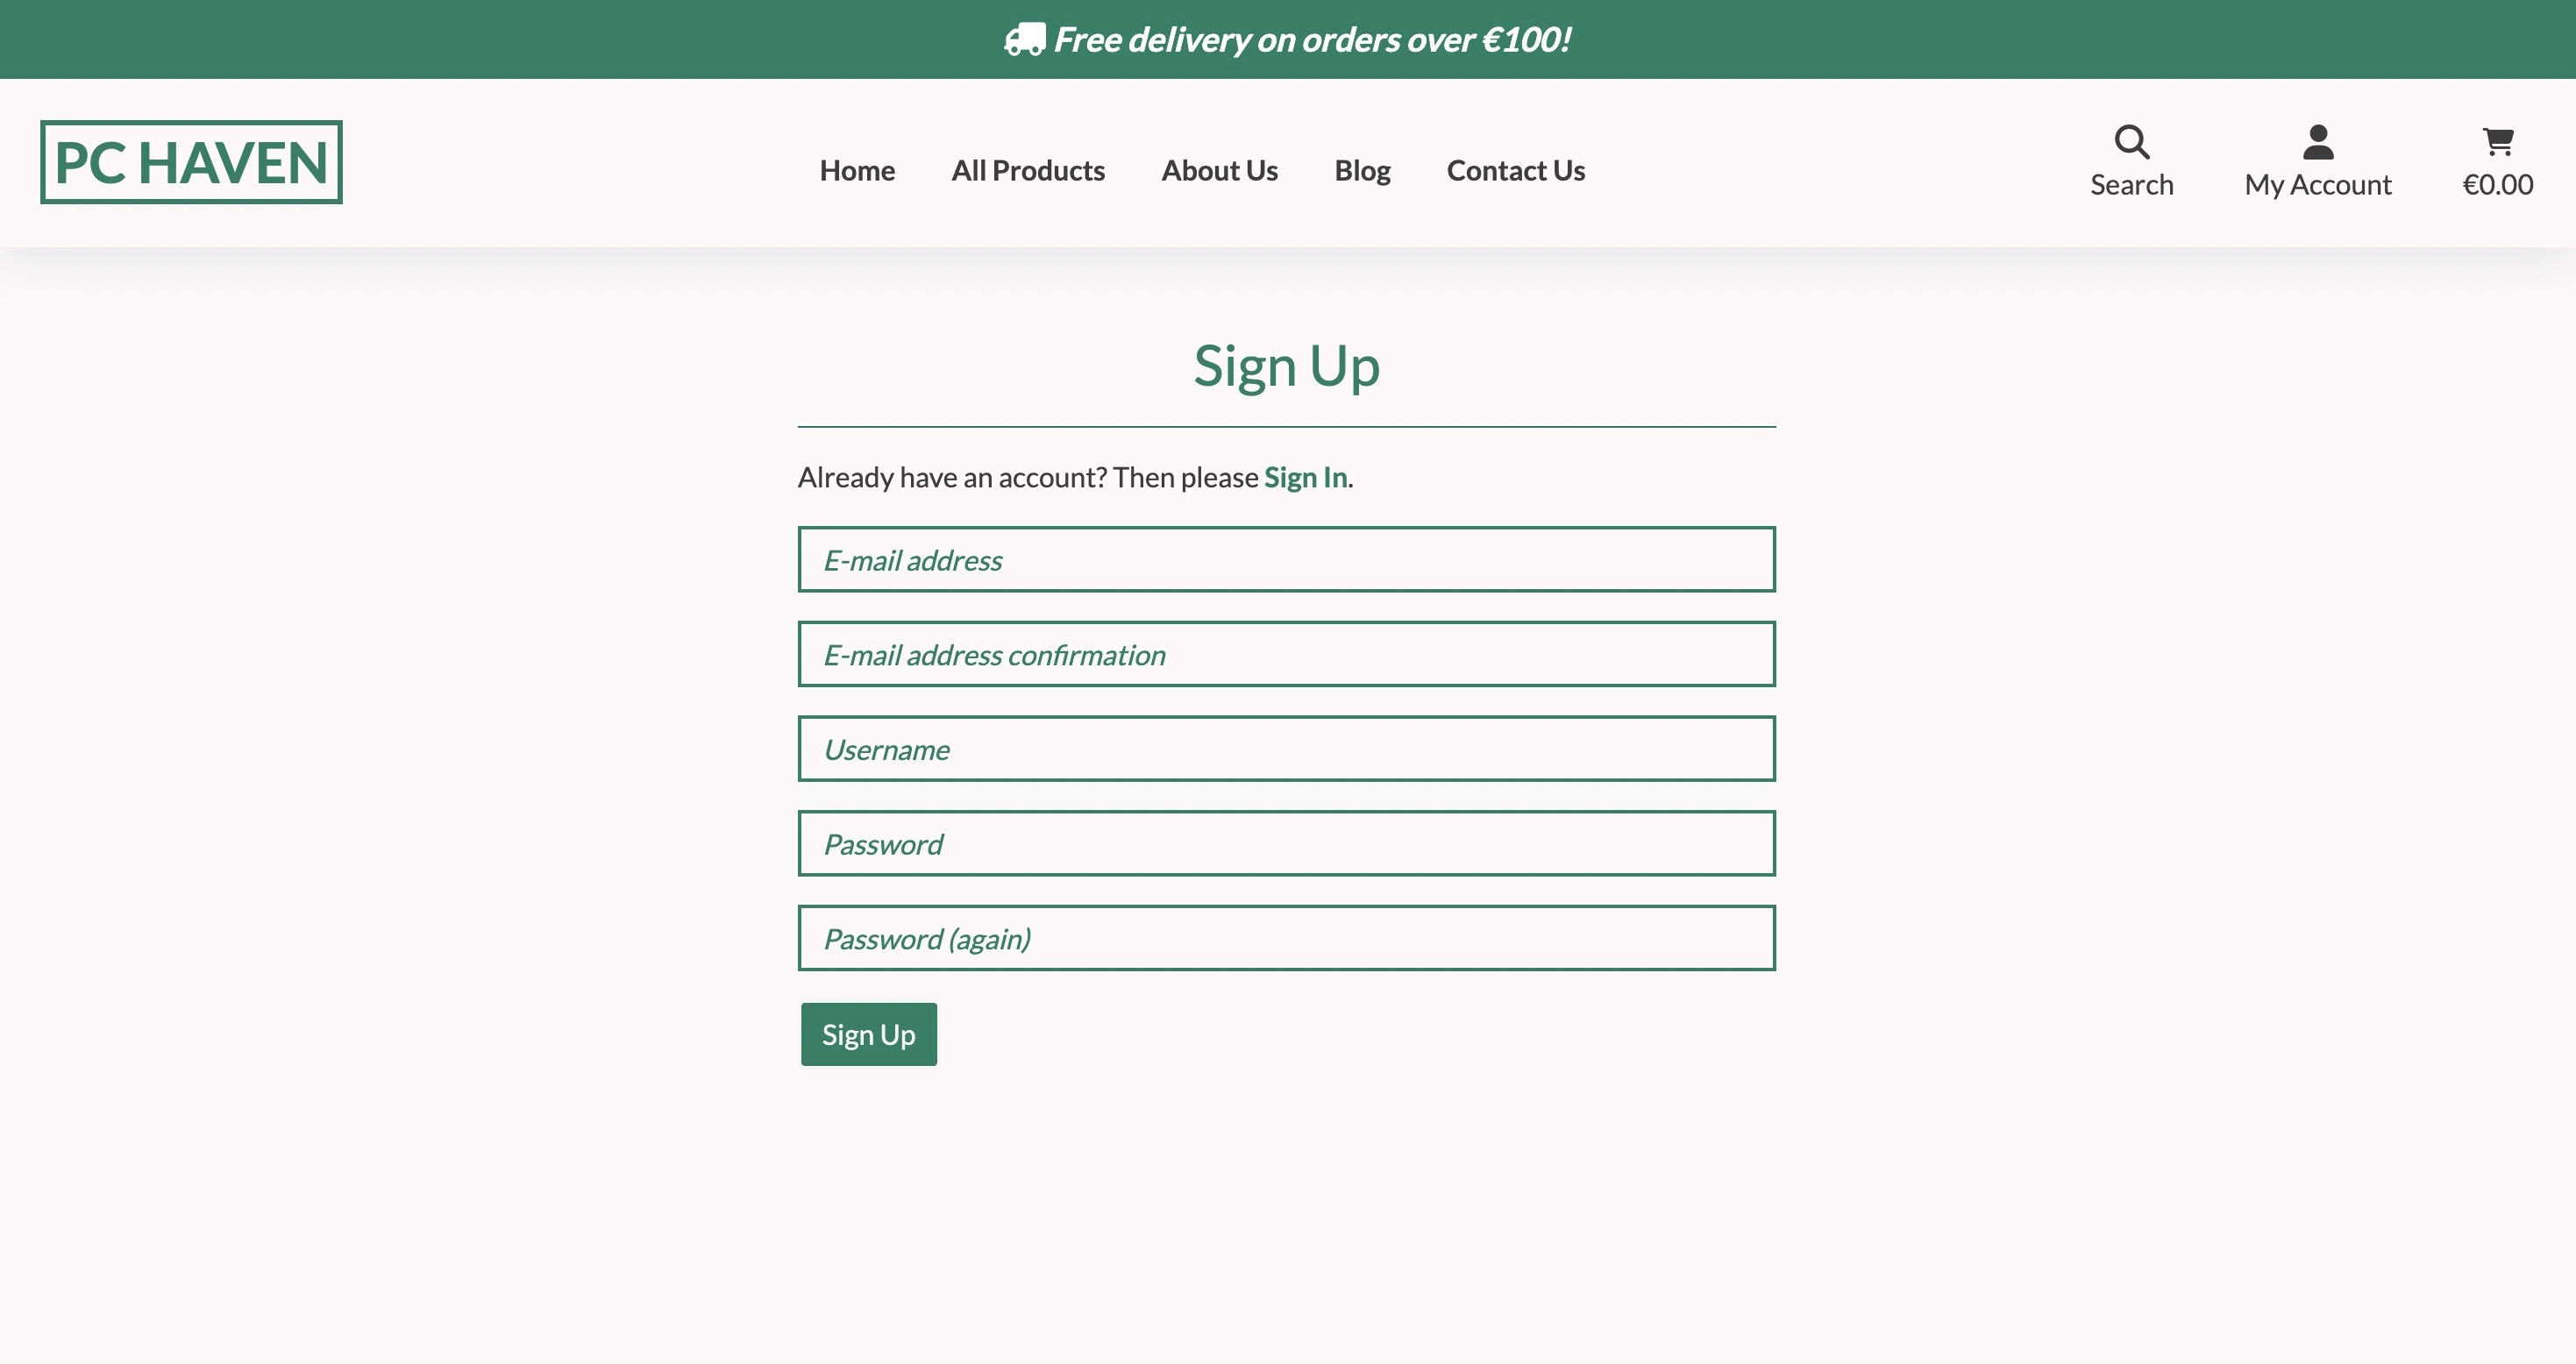 Free delivery on orders over €100!
PC HAVEN
Home All Products About Us Blog Contact Us
Search My Account €0.00
Sign Up
Already have an account? Then please Sign In.
E-mail address
E-mail address confirmation
Username
Password
Password (again)
Sign Up